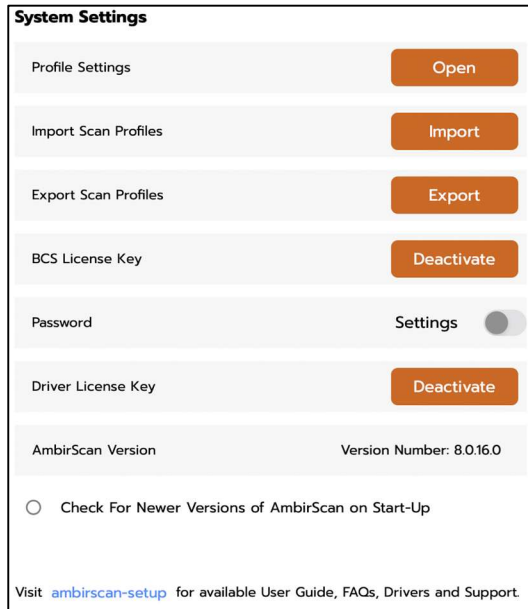 System Settings
Profile Settings Open
Import Scan Profiles Import
Export Scan Profiles Export
BCS License Key Deactivate
Password Settings
Driver License Key Deactivate
AmbirScan Version Version Number: 8.0.16.0
Check For Newer Versions of AmbirScan on Start-Up
Visit ambirscan-setup for available User Guide, FAQs, Drivers and Support.